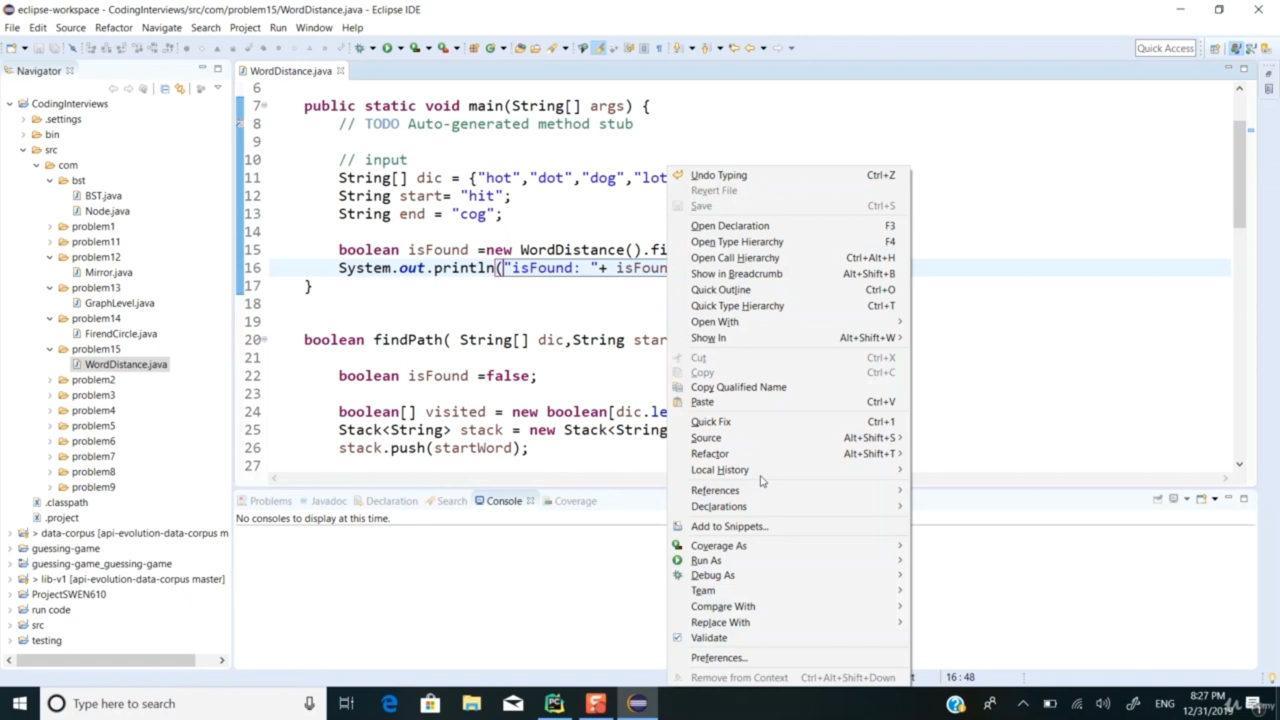 eclipse-workspace - CodingInterviews/src/com/problem15/WordDistance.java - Eclipse IDE
File Edit Source Refactor Navigate Search Project Run Window Help
Quick Access
Navigator
WordDistance.java
CodingInterviews
.settings
bin
src
com
bst
BST.java
Node.java
problem1
problem11
problem12
Mirror.java
problem13
GraphLevel.java
problem14
FirendCircle.java
problem15
WordDistance.java
problem2
problem3
problem4
problem5
problem6
problem7
problem8
problem9
.classpath
.project
> data-corpus [api-evolution-data-corpus m
guessing-game
guessing-game_guessing-game
> lib-v1 [api-evolution-data-corpus master]
ProjectSWEN610
run code
src
testing
6
7 public static void main(String[] args) {
8 // TODO Auto-generated method stub
9
10 // input
11 String[] dic = {"hot","dot","dog","lot
12 String start= "hit";
13 String end = "cog";
14
15 boolean isFound =new WordDistance().fi
16 System.out.println("isFound: "+ isFoun
17 }
18
19
20 boolean findPath( String[] dic,String star
21
22 boolean isFound =false;
23
24 boolean[] visited = new boolean[dic.le
25 Stack<String> stack = new Stack<String
26 stack.push(startWord);
27
Undo Typing Ctrl+Z
Revert File
Save Ctrl+S
Open Declaration F3
Open Type Hierarchy F4
Open Call Hierarchy Ctrl+Alt+H
Show in Breadcrumb Alt+Shift+B
Quick Outline Ctrl+O
Quick Type Hierarchy Ctrl+T
Open With
Show In Alt+Shift+W
Cut Ctrl+X
Copy Ctrl+C
Copy Qualified Name
Paste Ctrl+V
Quick Fix Ctrl+1
Source Alt+Shift+S
Refactor Alt+Shift+T
Local History
References
Declarations
Add to Snippets...
Coverage As
Run As
Debug As
Team
Compare With
Replace With
Validate
Preferences...
Remove from Context Ctrl+Alt+Shift+Down
Problems Javadoc Declaration Search Console Coverage
No consoles to display at this time.
16 : 48
Type here to search
ENG
8:27 PM